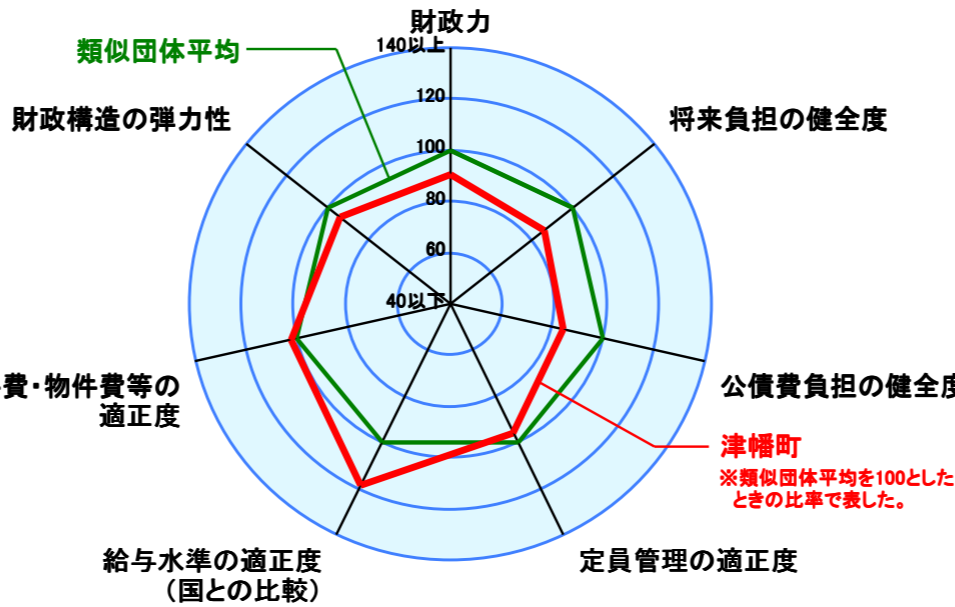 財政力
140以上
類似団体平均
120
財政構造の弾力性
将来負担の健全度
100
80
60
40以下
費・物件費等の
適正度
公債費負担の健全度
津幡町
※類似団体平均を100とした
ときの比率で表した。
給与水準の適正度
（国との比較）
定員管理の適正度